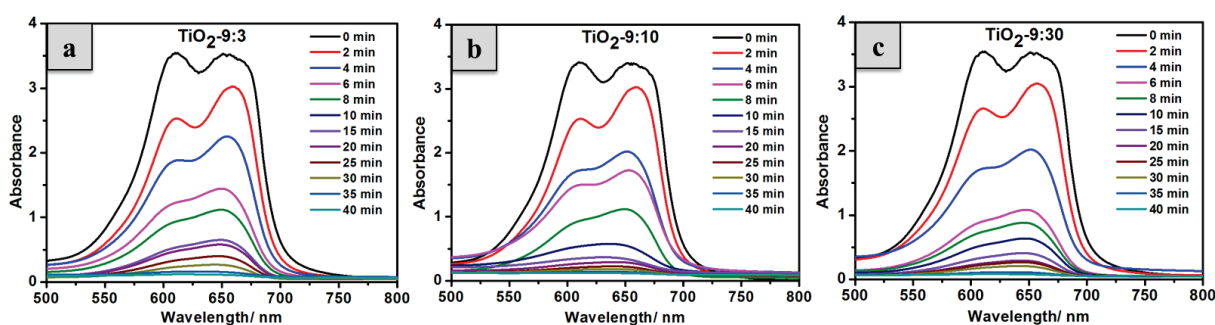 a
TiO2-9:3
0 min
2 min
4 min
6 min
8 min
10 min
15 min
20 min
25 min
30 min
35 min
40 min
4
3
2
1
0
Absorbance
500 550 600 650 700 750 800
Wavelength/ nm
b
TiO2-9:10
0 min
2 min
4 min
6 min
8 min
10 min
15 min
20 min
25 min
30 min
35 min
40 min
4
3
2
1
0
Absorbance
500 550 600 650 700 750 800
Wavelength/ nm
c
TiO2-9:30
0 min
2 min
4 min
6 min
8 min
10 min
15 min
20 min
25 min
30 min
35 min
40 min
4
3
2
1
0
Absorbance
500 550 600 650 700 750 800
Wavelength/ nm